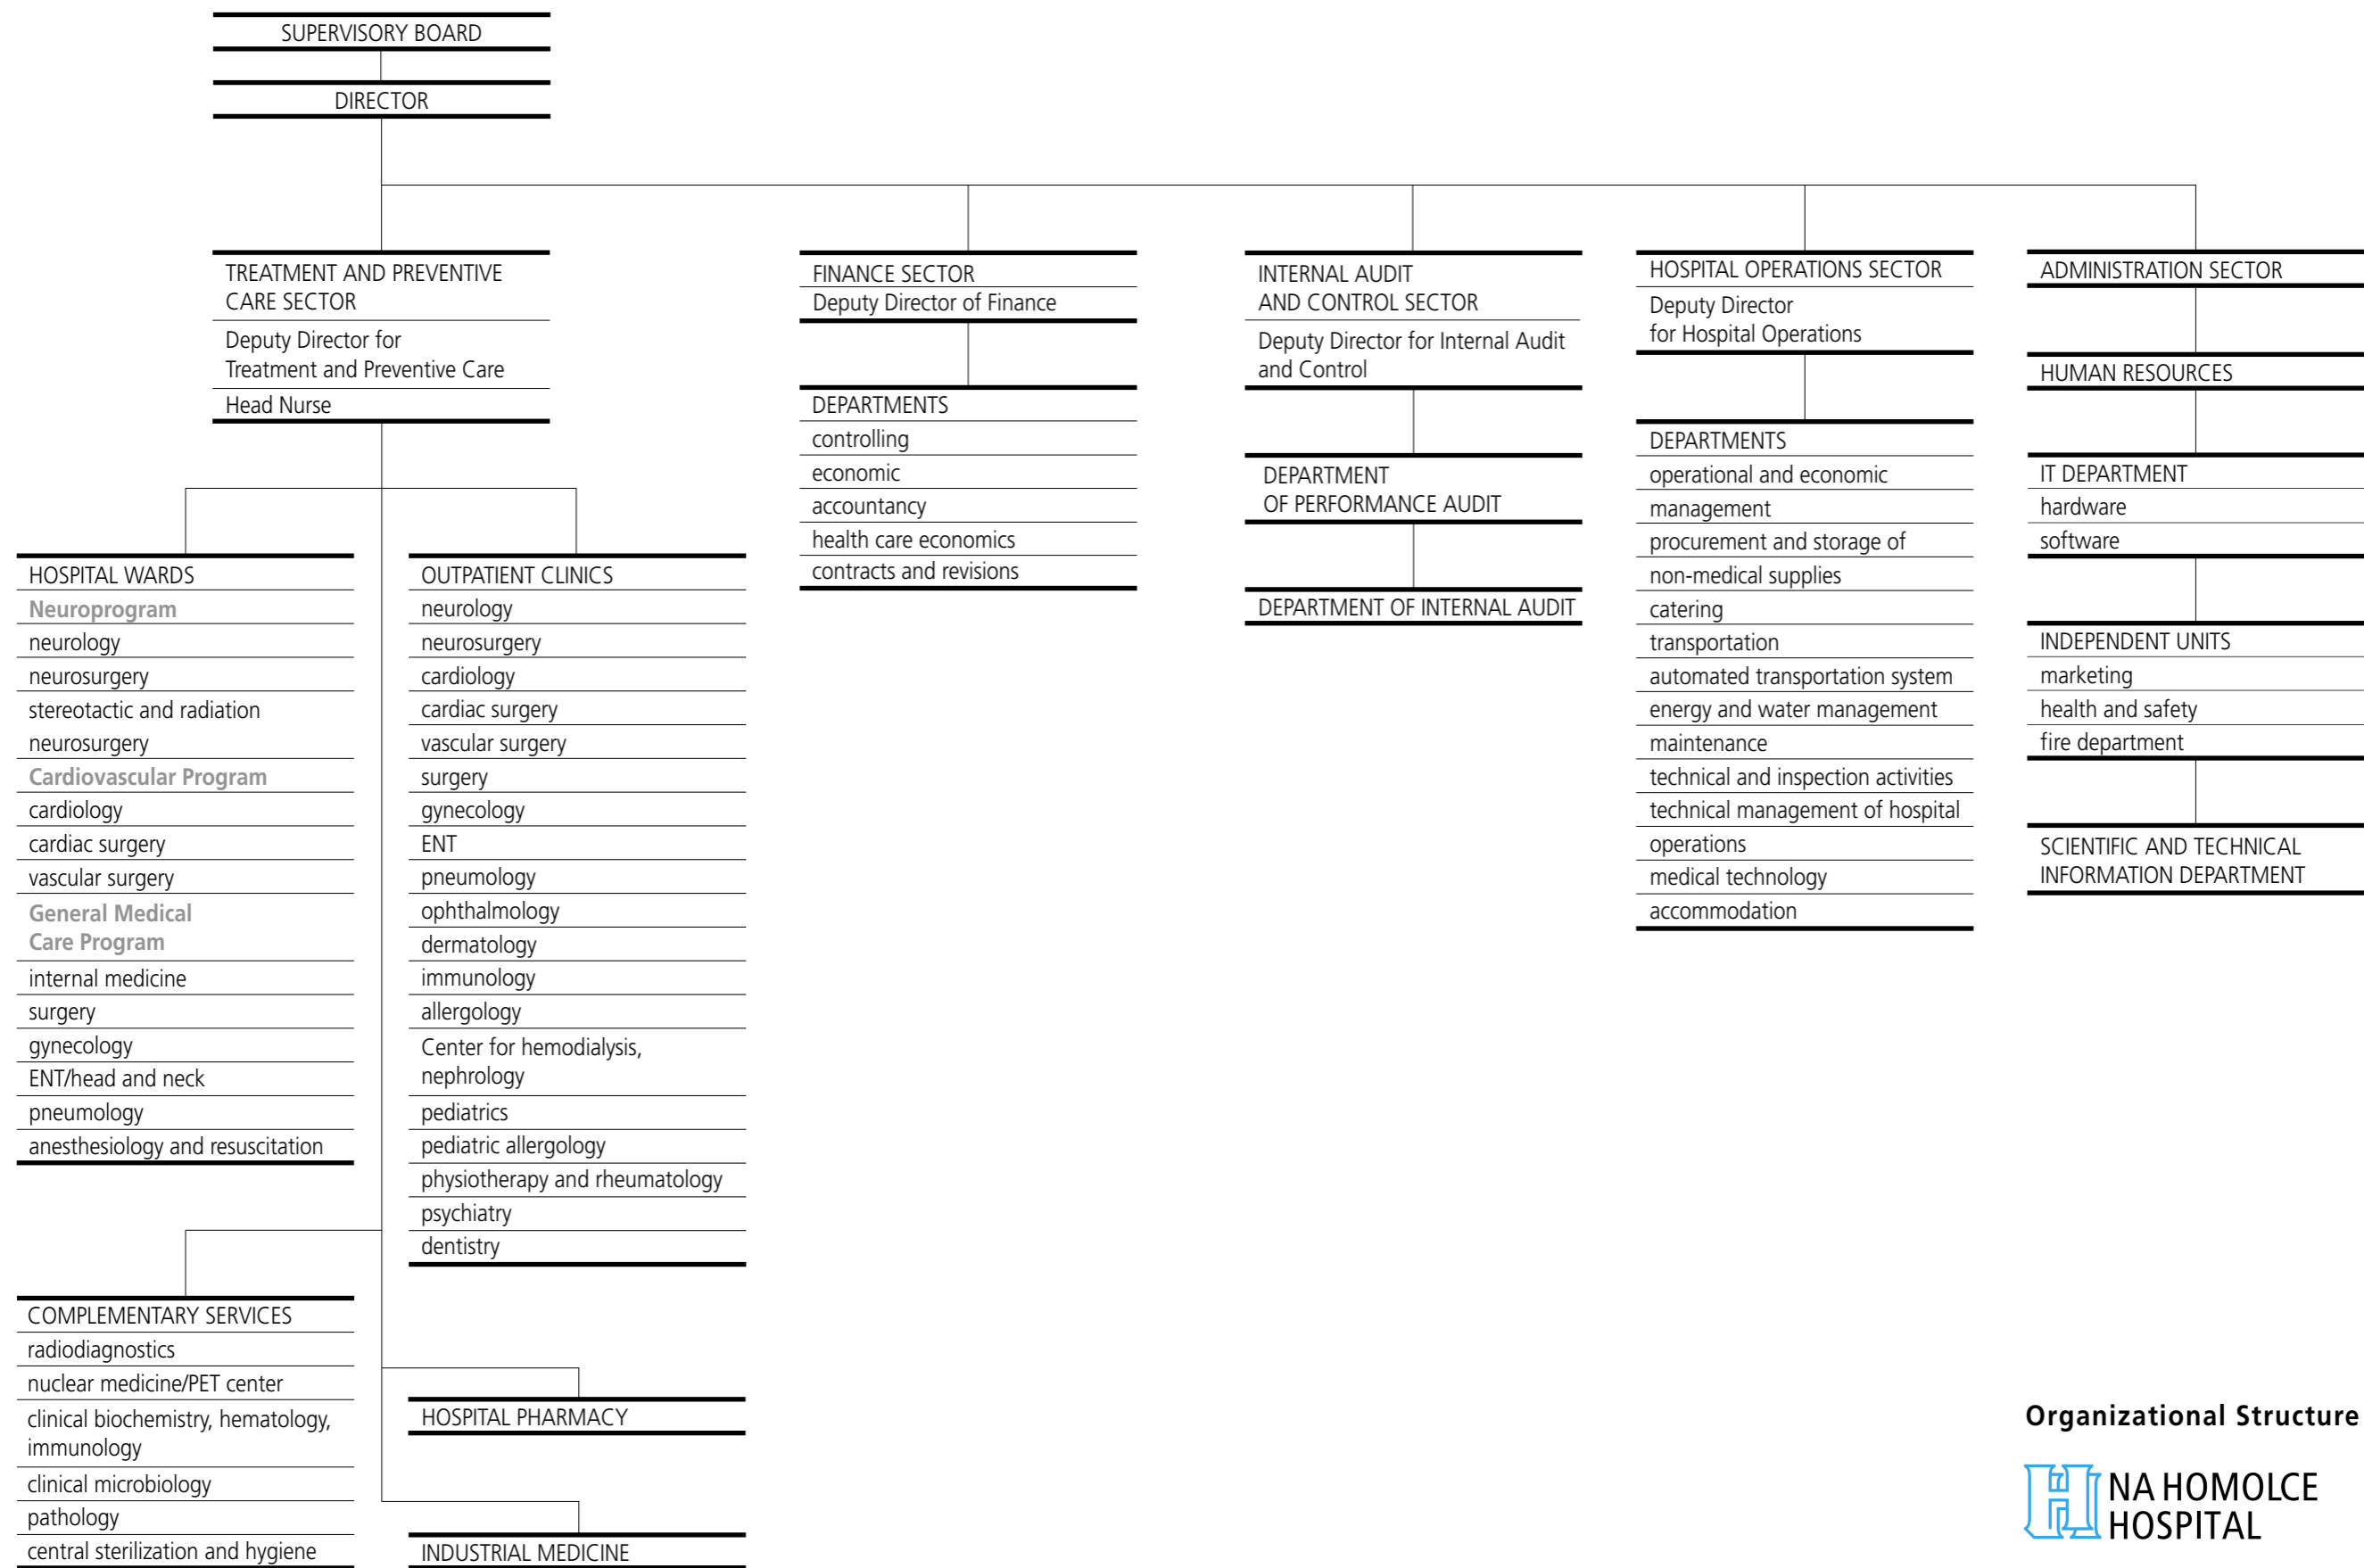 SUPERVISORY BOARD
DIRECTOR
TREATMENT AND PREVENTIVE
CARE SECTOR
Deputy Director for
Treatment and Preventive Care
Head Nurse
HOSPITAL WARDS
Neuroprogram
neurology
neurosurgery
stereotactic and radiation
neurosurgery
Cardiovascular Program
cardiology
cardiac surgery
vascular surgery
General Medical
Care Program
internal medicine
surgery
gynecology
ENT/head and neck
pneumology
anesthesiology and resuscitation
COMPLEMENTARY SERVICES
radiodiagnostics
nuclear medicine/PET center
clinical biochemistry, hematology,
immunology
clinical microbiology
pathology
central sterilization and hygiene
OUTPATIENT CLINICS
neurology
neurosurgery
cardiology
cardiac surgery
vascular surgery
surgery
gynecology
ENT
pneumology
ophthalmology
dermatology
immunology
allergology
Center for hemodialysis,
nephrology
pediatrics
pediatric allergology
physiotherapy and rheumatology
psychiatry
dentistry
HOSPITAL PHARMACY
INDUSTRIAL MEDICINE
FINANCE SECTOR
Deputy Director of Finance
DEPARTMENTS
controlling
economic
accountancy
health care economics
contracts and revisions
INTERNAL AUDIT
AND CONTROL SECTOR
Deputy Director for Internal Audit
and Control
DEPARTMENT
OF PERFORMANCE AUDIT
DEPARTMENT OF INTERNAL AUDIT
HOSPITAL OPERATIONS SECTOR
Deputy Director
for Hospital Operations
DEPARTMENTS
operational and economic
management
procurement and storage of
non-medical supplies
catering
transportation
automated transportation system
energy and water management
maintenance
technical and inspection activities
technical management of hospital
operations
medical technology
accommodation
ADMINISTRATION SECTOR
HUMAN RESOURCES
IT DEPARTMENT
hardware
software
INDEPENDENT UNITS
marketing
health and safety
fire department
SCIENTIFIC AND TECHNICAL
INFORMATION DEPARTMENT
Organizational Structure
H NA HOMOLCE
HOSPITAL